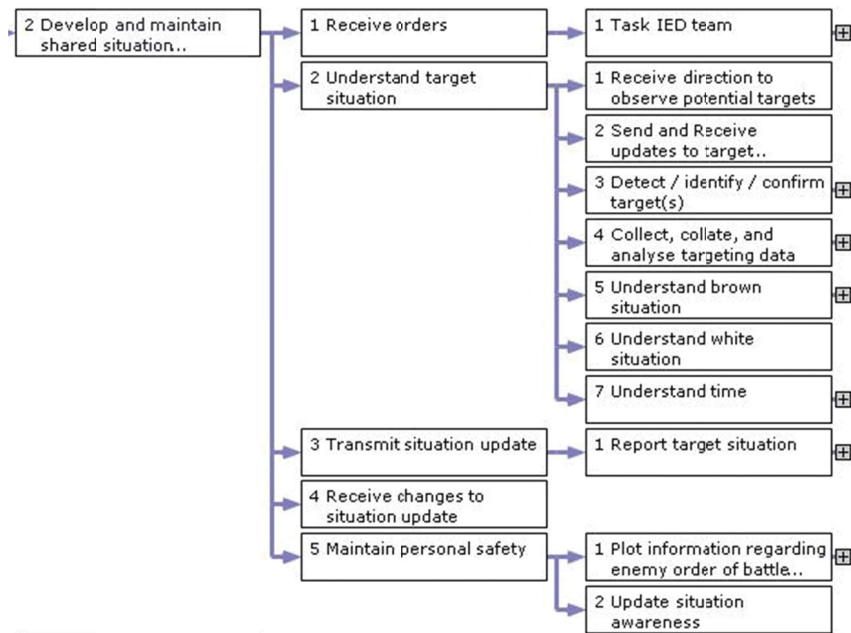 2 Develop and maintain
shared situation...
1 Receive orders
1 Task IED team
2 Understand target
situation
1 Receive direction to
observe potential targets
2 Send and Receive
updates to target..
3 Detect / identify / confirm
target(s)
4 Collect, collate, and
analyse targeting data
5 Understand brown
situation
6 Understand white
situation
7 Understand time
3 Transmit situation update
1 Report target situation
4 Receive changes to
situation update
5 Maintain personal safety
1 Plot information regarding
enemy order of battle...
2 Update situation
awareness